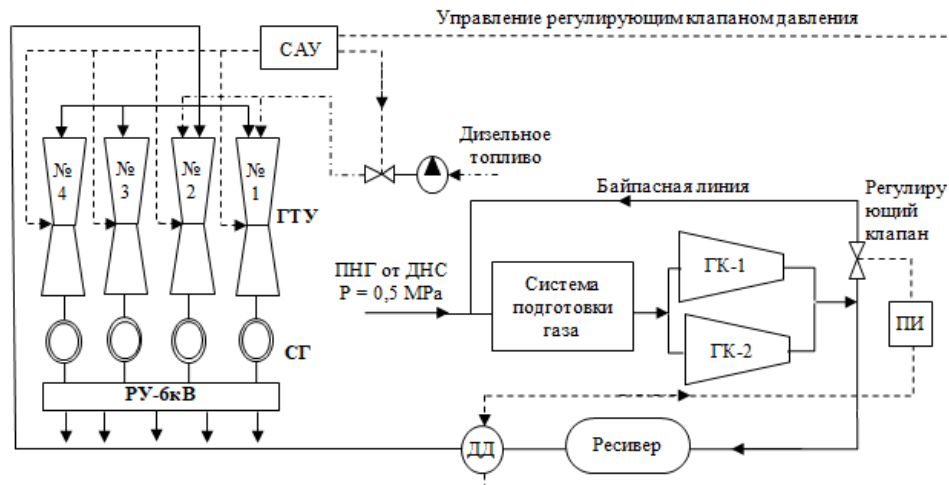 Управление регулирующим клапаном давления
САУ
Дизельное
топливо
Байпасная линия
Регулиру
ющий
клапан
№
4
№
3
№
2
№
1
ГТУ
ПНГ от ДНС
P = 0,5 MPa
Система
подготовки
газа
ГК-1
ГК-2
ПИ
СГ
РУ-6кВ
ДД
Ресивер